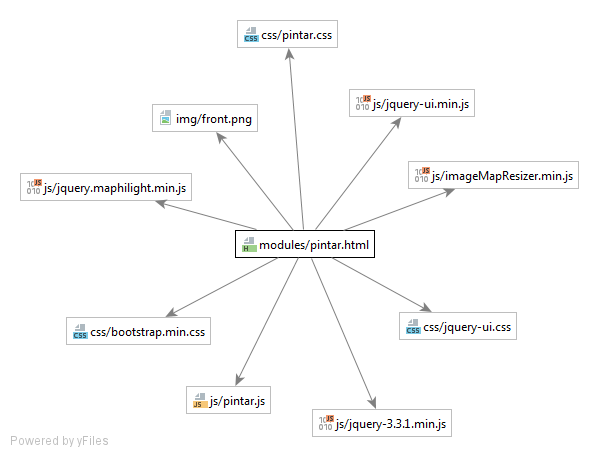 css/pintar.css
js/jquery-ui.min.js
img/front.png
js/imageMapResizer.min.js
js/jquery.maphilight.min.js
modules/pintar.html
css/bootstrap.min.css
css/jquery-ui.css
js/pintar.js
js/jquery-3.3.1.min.js
Powered by yFiles